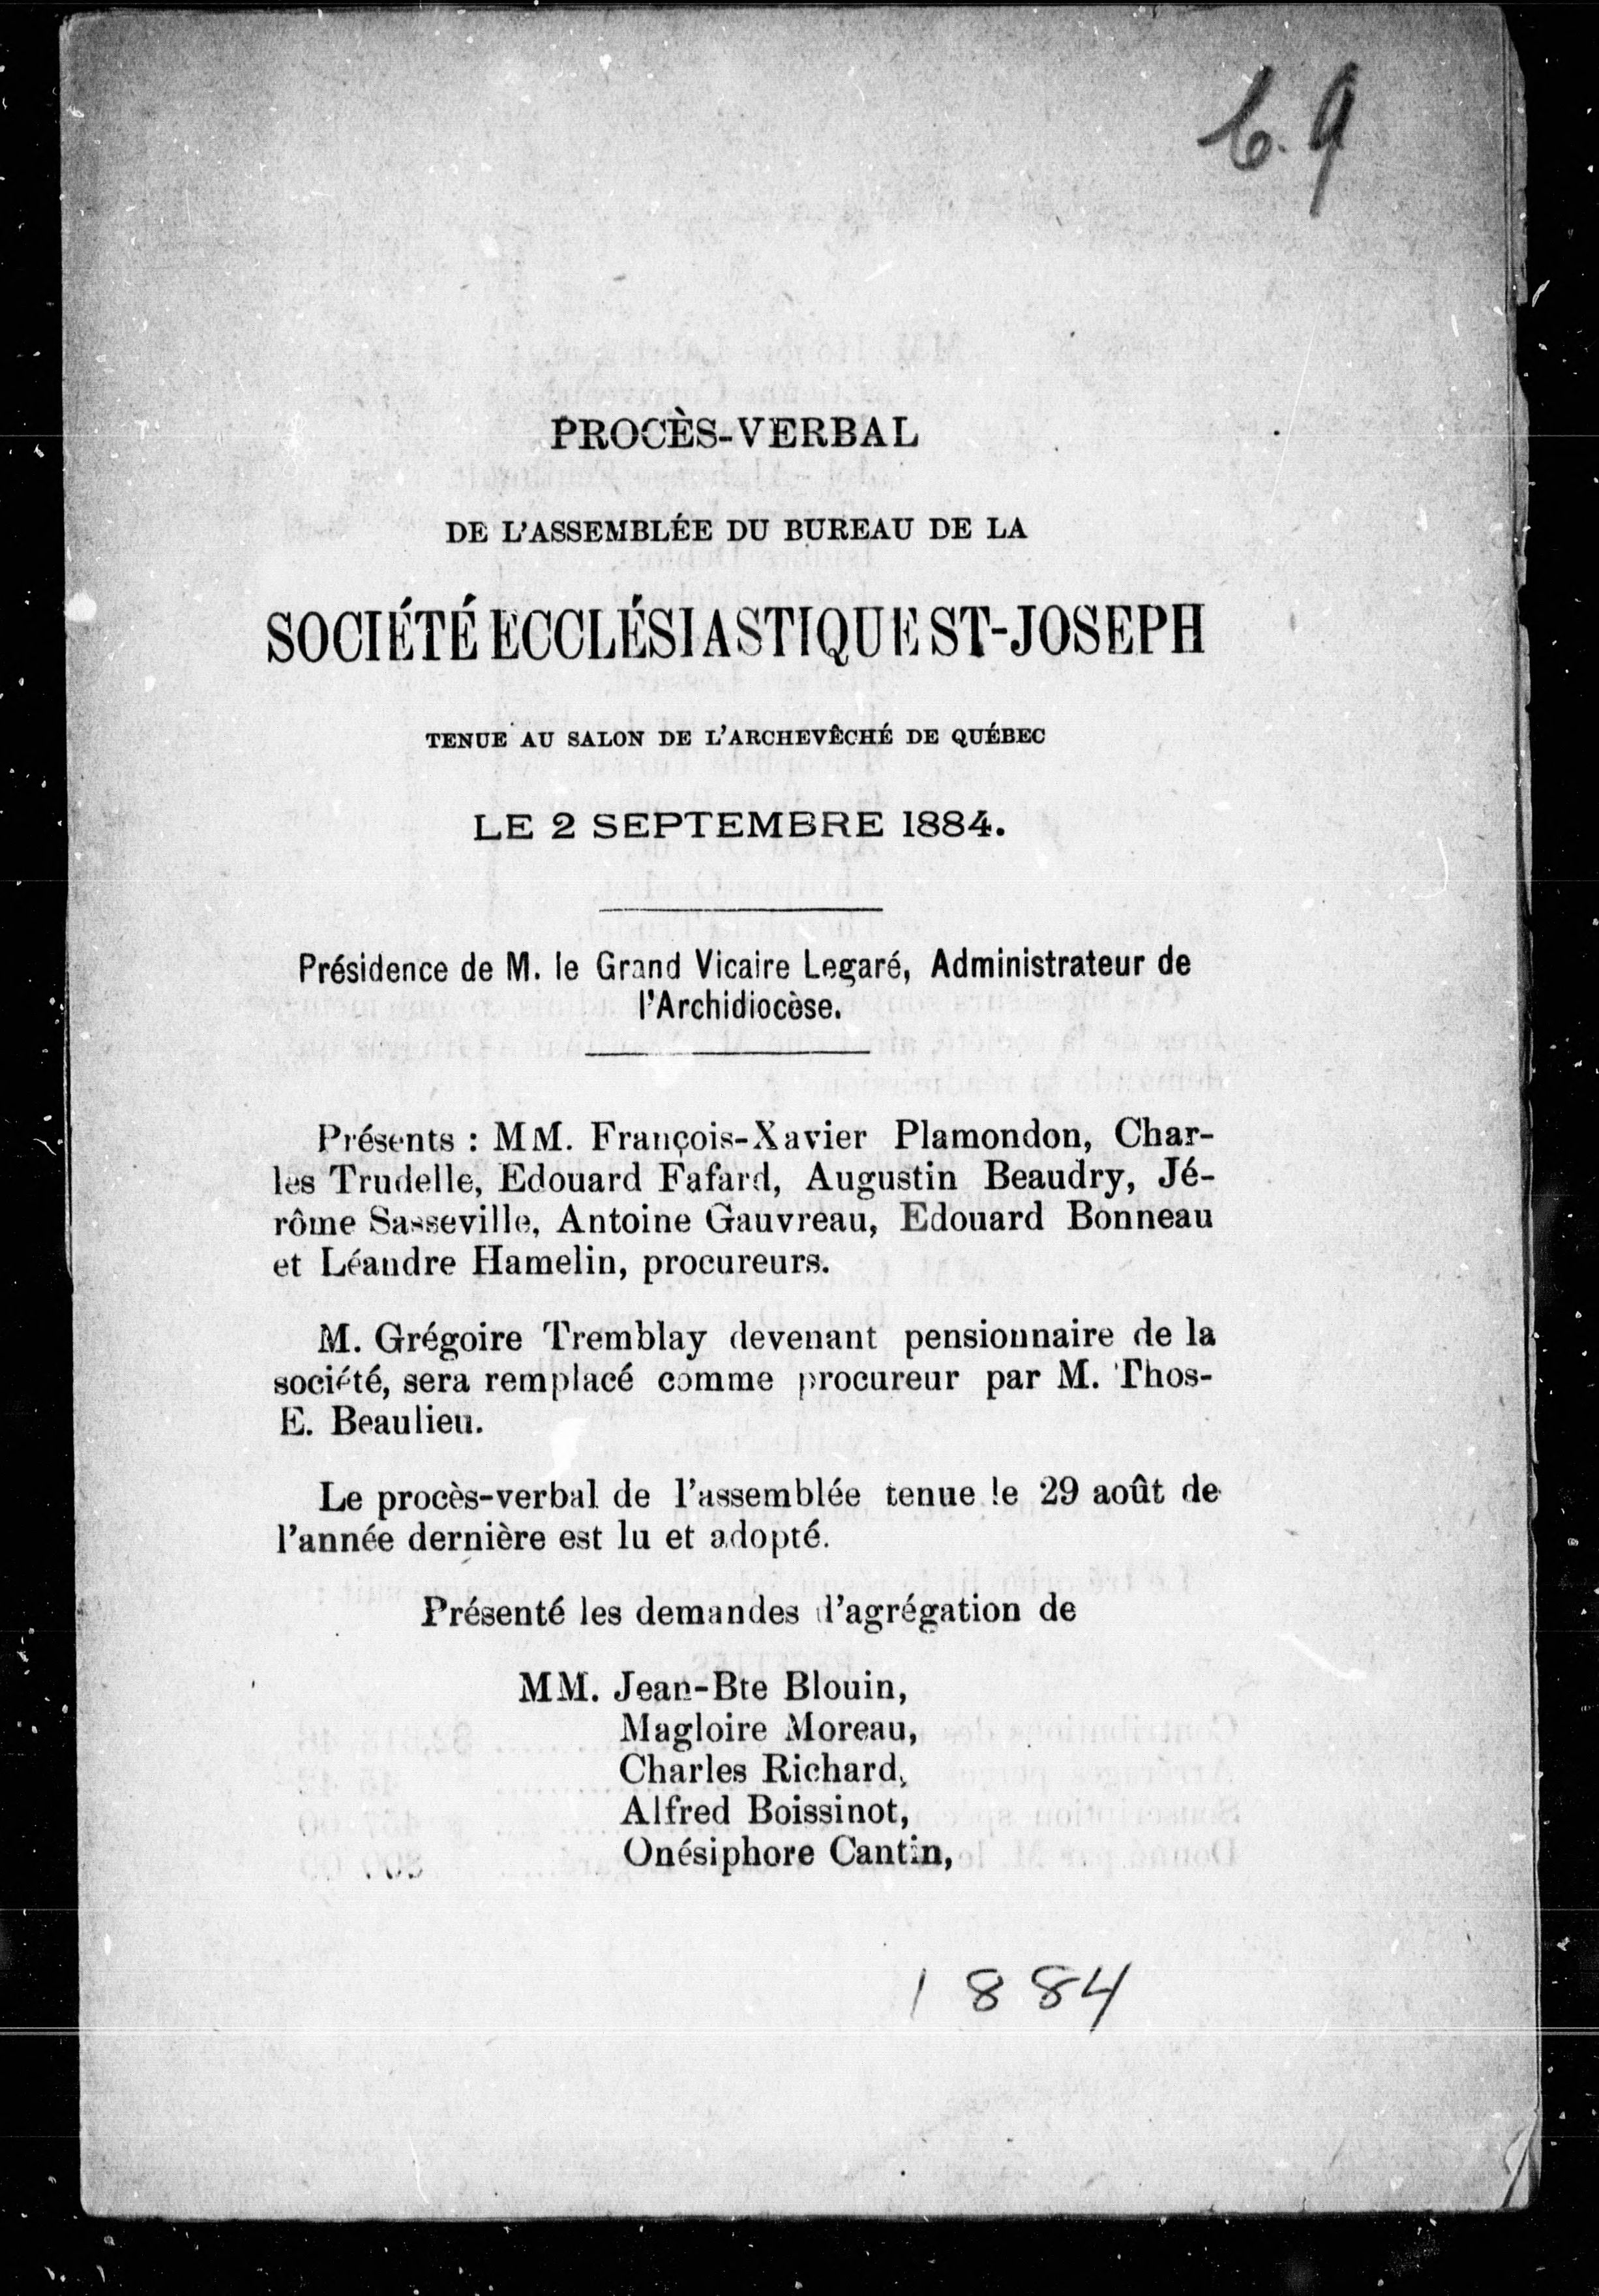 PROCÈS-VERBAL
DE L'ASSEMBLÉE DU BUREAU DE LA
SOCIÉTÉ ECCLÉSIASTIQUE ST-JOSEPH
TENUE AU SALON DE L'ARCHEVÊCHÉ DE QUÉBEC
LE 2 SEPTEMBRE 1884.
Présidence de M. le Grand Vicaire Legaré, Administrateur de
l'Archidiocèse.
Présents : MM. François-Xavier Plamondon, Char-
les Trudelle, Edouard Fafard, Augustin Beaudry, Jé-
rôme Sasseville, Antoine Gauvreau, Edouard Bonneau
et Léandre Hamelin, procureurs.
M. Grégoire Tremblay devenant pensionnaire de la
société, sera remplacé comme procureur par M. Thos-
E. Beaulieu.
Le procès-verbal de l'assemblée tenue le 29 août de
l'année dernière est lu et adopté.
Présenté les demandes d'agrégation de
MM. Jean-Bte Blouin,
Magloire Moreau,
Charles Richard,
Alfred Boissinot,
Onésiphore Cantin,
1884